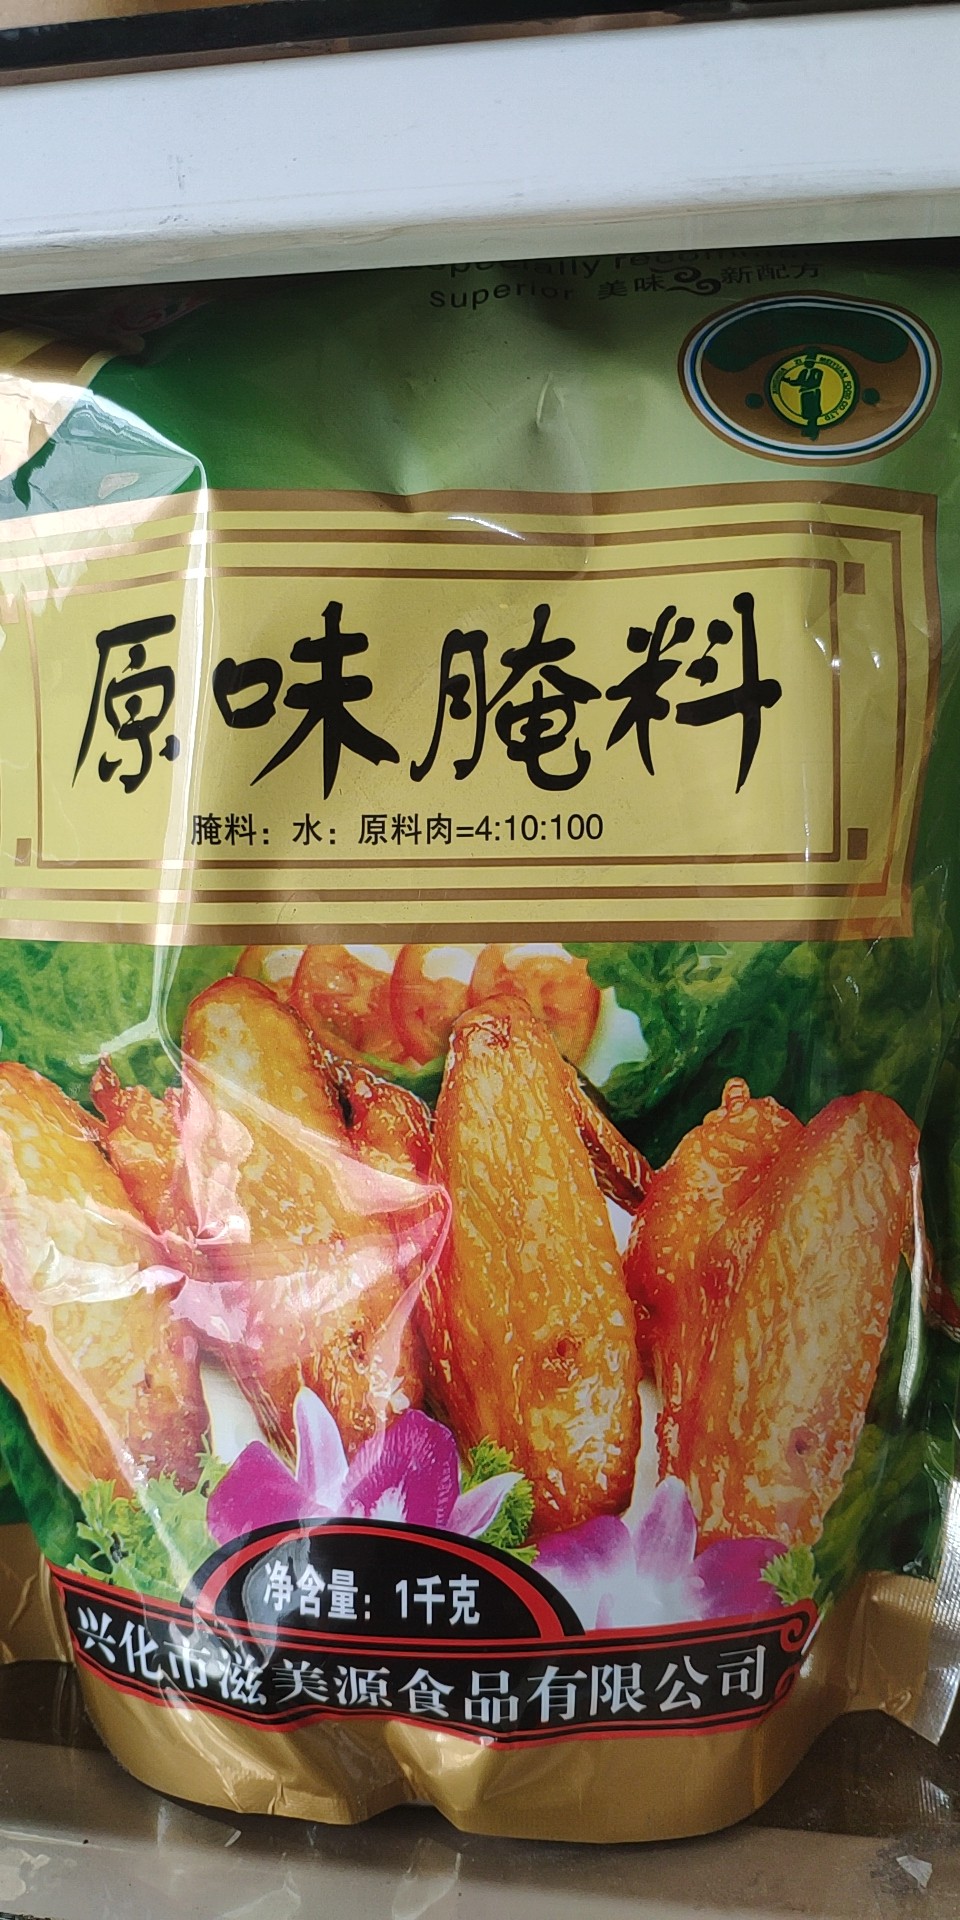 superior 美味 新配方
原味腌料
腌料：水：原料肉=4:10:100
净含量：1千克
兴化市滋美源食品有限公司